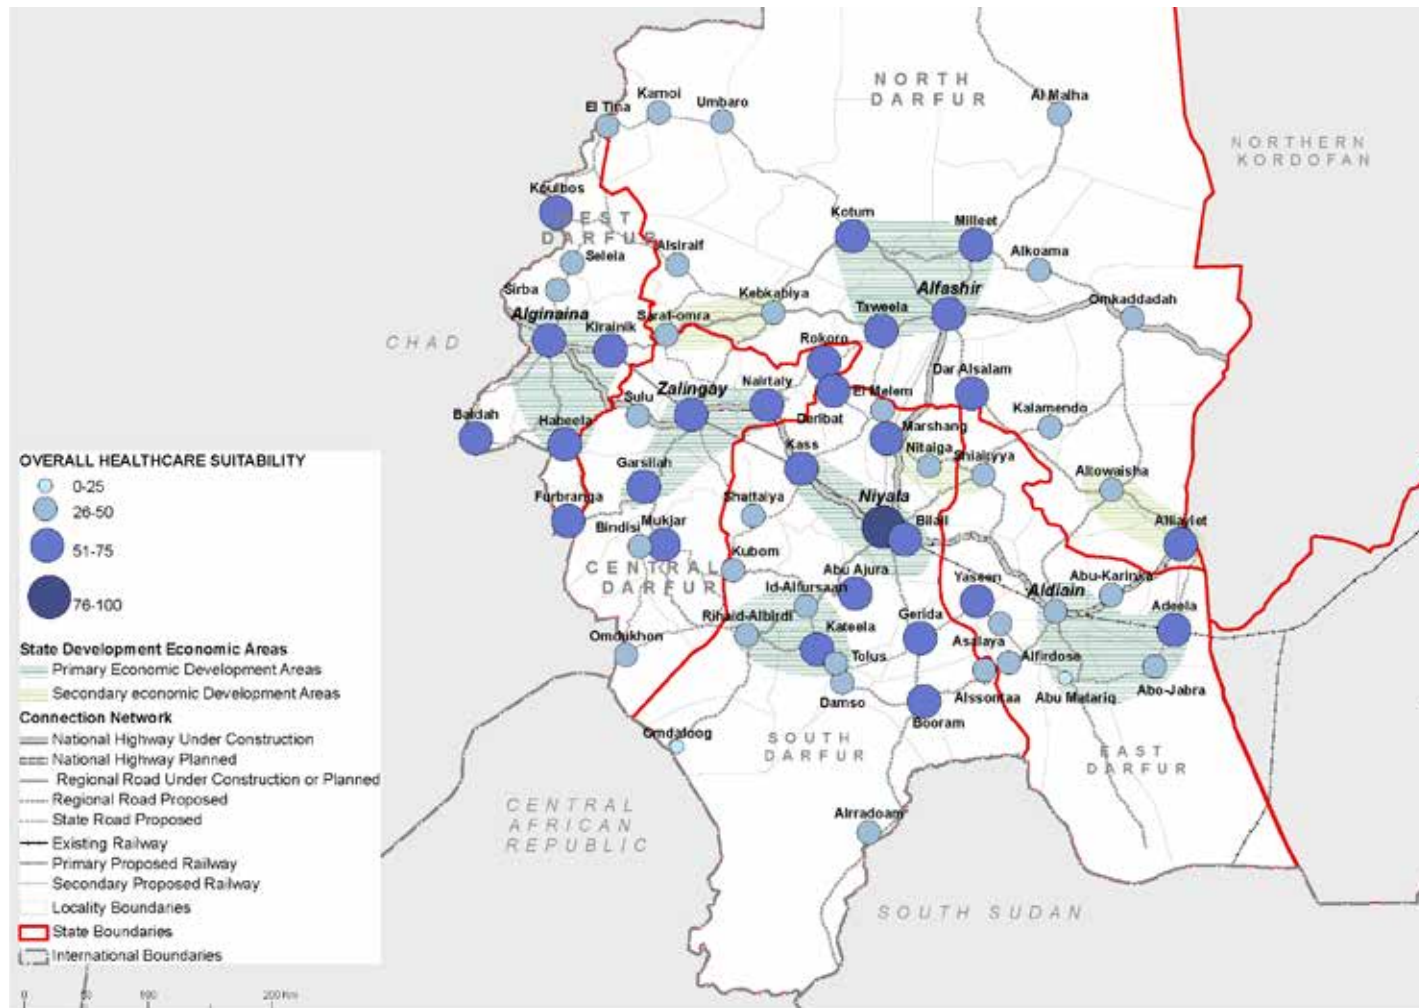 NORTH
DARFUR
Al Malha
NORTHERN
KORDOFAN
El Tina
Kamoi
Umbaro
Koulbos
WEST
DARFUR
Kotum
Milleet
Alsiraif
Selela
Alkoama
Sirba
Kebkabiya
Alfashir
Omkaddadah
Alginaina
Kirainik
Saraf-omra
Taweela
CHAD
Rokoro
Zalingay
Nairtaly
Dar Alsalam
Sulu
El Melem
Deribat
Kalamendo
Baidah
Habeela
Marshang
Kass
Nitaiga
Shiairyya
Altowaisha
Garsilah
Furbranga
Shattaiya
Niyala
Bilail
Alliayiet
Bindisi
Mukjar
Kubom
CENTRAL
DARFUR
Abu Ajura
Yaseen
Aldiain
Abu-Karinka
Id-Alfursaan
Rihaid-Albirdi
Gerida
Adeela
Omdukhon
Kateela
Asalaya
Tolus
Alfirdose
Damso
Alssontaa
Abu Matariq
Abo-Jabra
Booram
Omdafoog
SOUTH
DARFUR
EAST
DARFUR
CENTRAL
AFRICAN
REPUBLIC
Alrradoam
SOUTH SUDAN
OVERALL HEALTHCARE SUITABILITY
0-25
26-50
51-75
76-100
State Development Economic Areas
Primary Economic Development Areas
Secondary economic Development Areas
Connection Network
National Highway Under Construction
National Highway Planned
Regional Road Under Construction or Planned
Regional Road Proposed
State Road Proposed
Existing Railway
Primary Proposed Railway
Secondary Proposed Railway
Locality Boundaries
State Boundaries
International Boundaries
0 50 100 200 Km